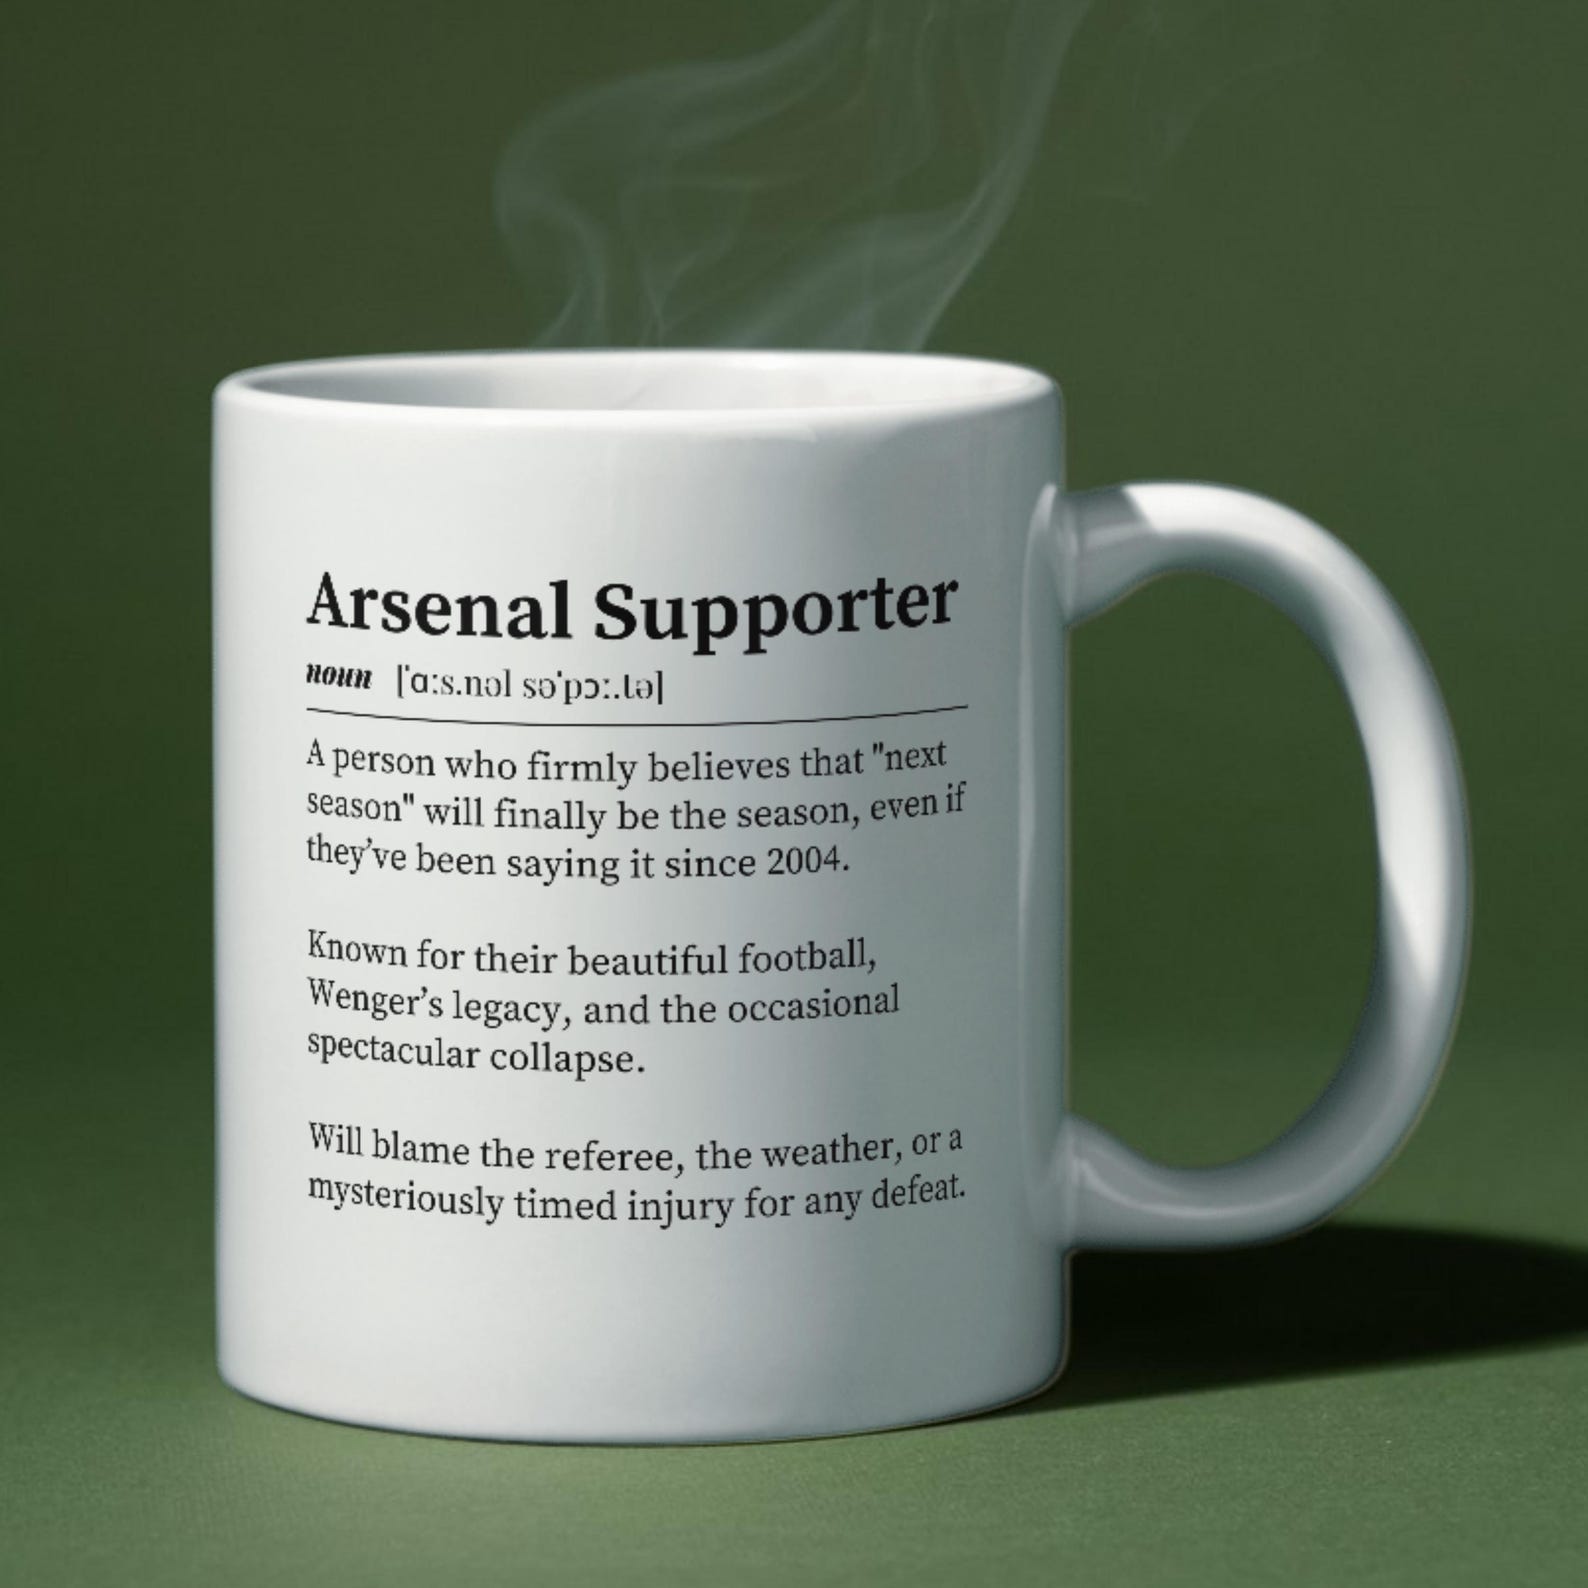 Arsenal Supporter
noun ['ɑ:s.nəl sə'pɔ:.tə]
A person who firmly believes that "next
season" will finally be the season, even if
they’ve been saying it since 2004.
Known for their beautiful football,
Wenger’s legacy, and the occasional
spectacular collapse.
Will blame the referee, the weather, or a
mysteriously timed injury for any defeat.